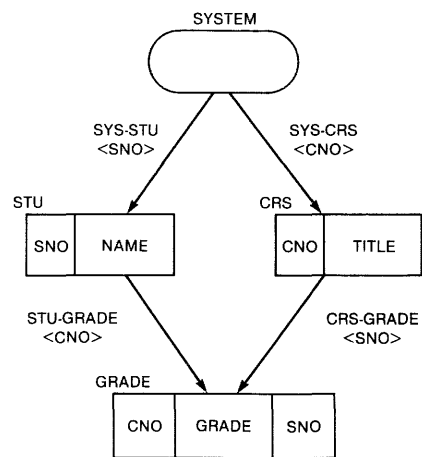 SYSTEM
SYS-STU
<SNO>
SYS-CRS
<CNO>
STU
SNO
NAME
CRS
CNO
TITLE
STU-GRADE
<CNO>
CRS-GRADE
<SNO>
GRADE
CNO
GRADE
SNO